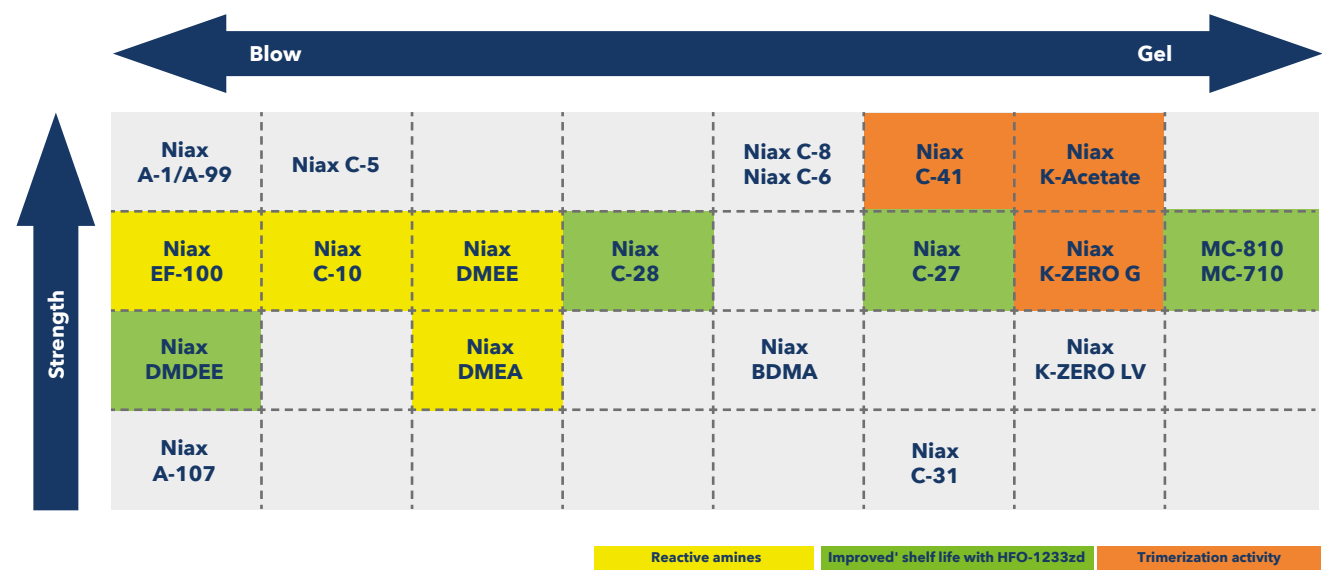 Blow
Gel
Strength
Niax
A-1/A-99
Niax C-5
Niax C-8
Niax C-6
Niax
C-41
Niax
K-Acetate
Niax
EF-100
Niax
C-10
Niax
DMEE
Niax
C-28
Niax
C-27
Niax
K-ZERO G
MC-810
MC-710
Niax
DMDEE
Niax
DMEA
Niax
BDMA
Niax
K-ZERO LV
Niax
A-107
Niax
C-31
Reactive amines
Improved' shelf life with HFO-1233zd
Trimerization activity